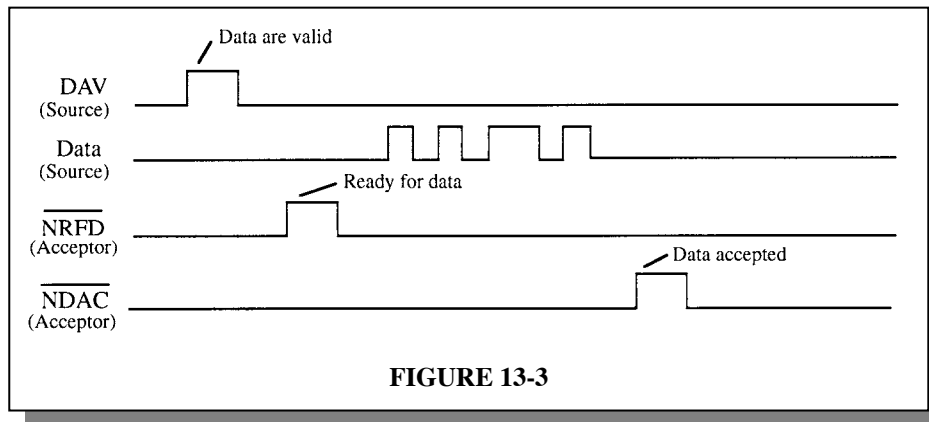 Data are valid
DAV
(Source)
Data
(Source)
Ready for data
NRFD
(Acceptor)
Data accepted
NDAC
(Acceptor)
FIGURE 13-3